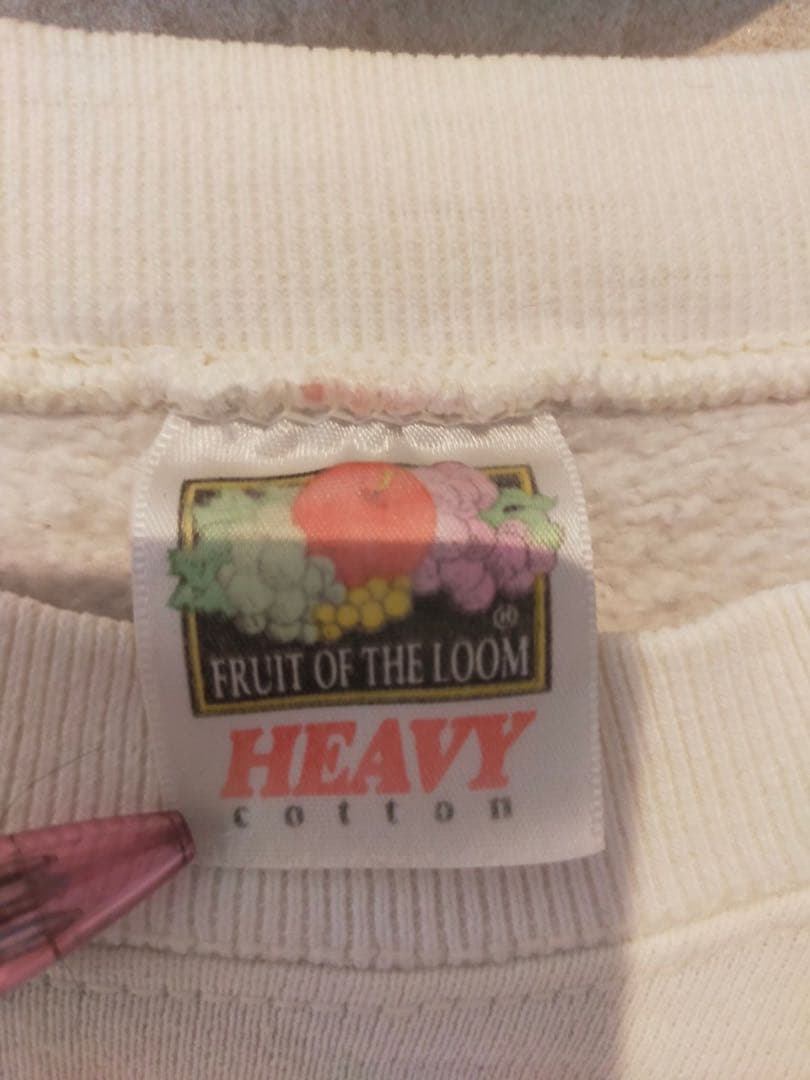 ®
FRUIT OF THE LOOM
HEAVY
cotton